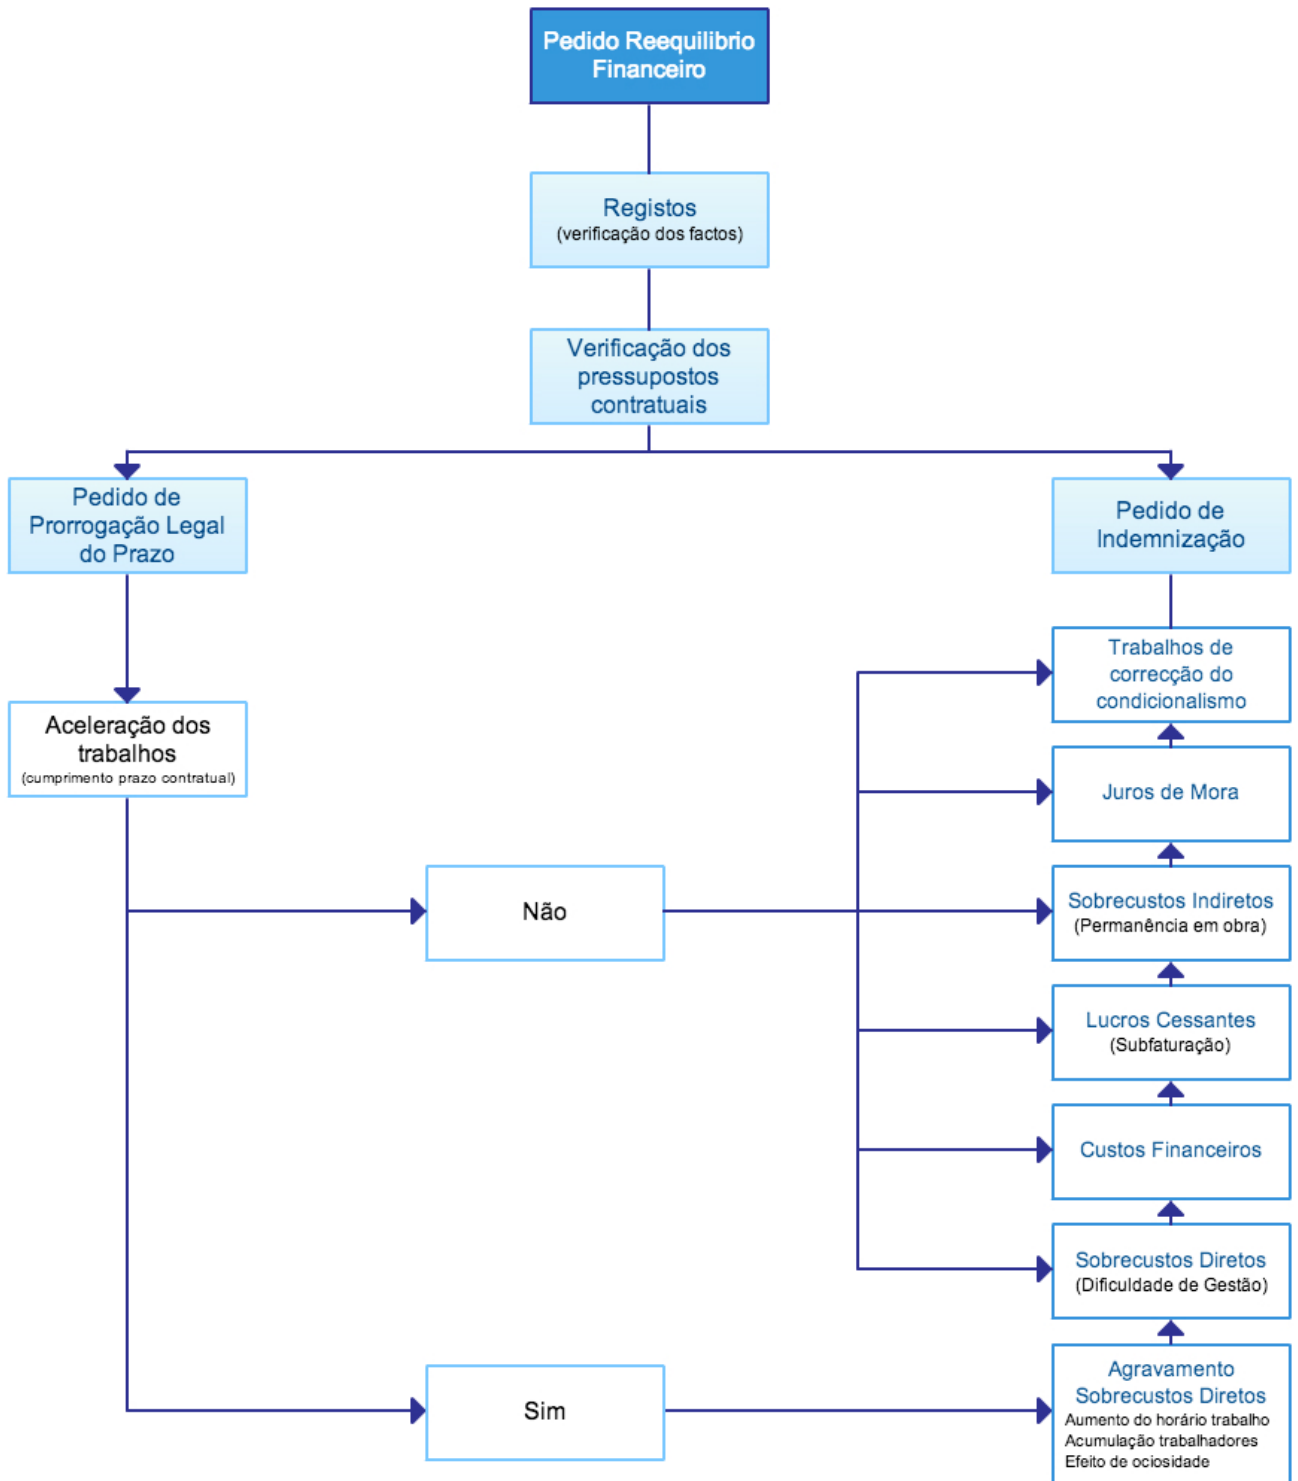 Pedido Reequilibrio
Financeiro
Registos
(verificação dos factos)
Verificação dos
pressupostos
contratuais
Pedido de
Prorrogação Legal
do Prazo
Pedido de
Indemnização
Trabalhos de
correcção do
condicionalismo
Aceleração dos
trabalhos
(cumprimento prazo contratual)
Juros de Mora
Não
Sobrecustos Indiretos
(Permanência em obra)
Lucros Cessantes
(Subfaturação)
Custos Financeiros
Sobrecustos Diretos
(Dificuldade de Gestão)
Sim
Agravamento
Sobrecustos Diretos
Aumento do horário trabalho
Acumulação trabalhadores
Efeito de ociosidade